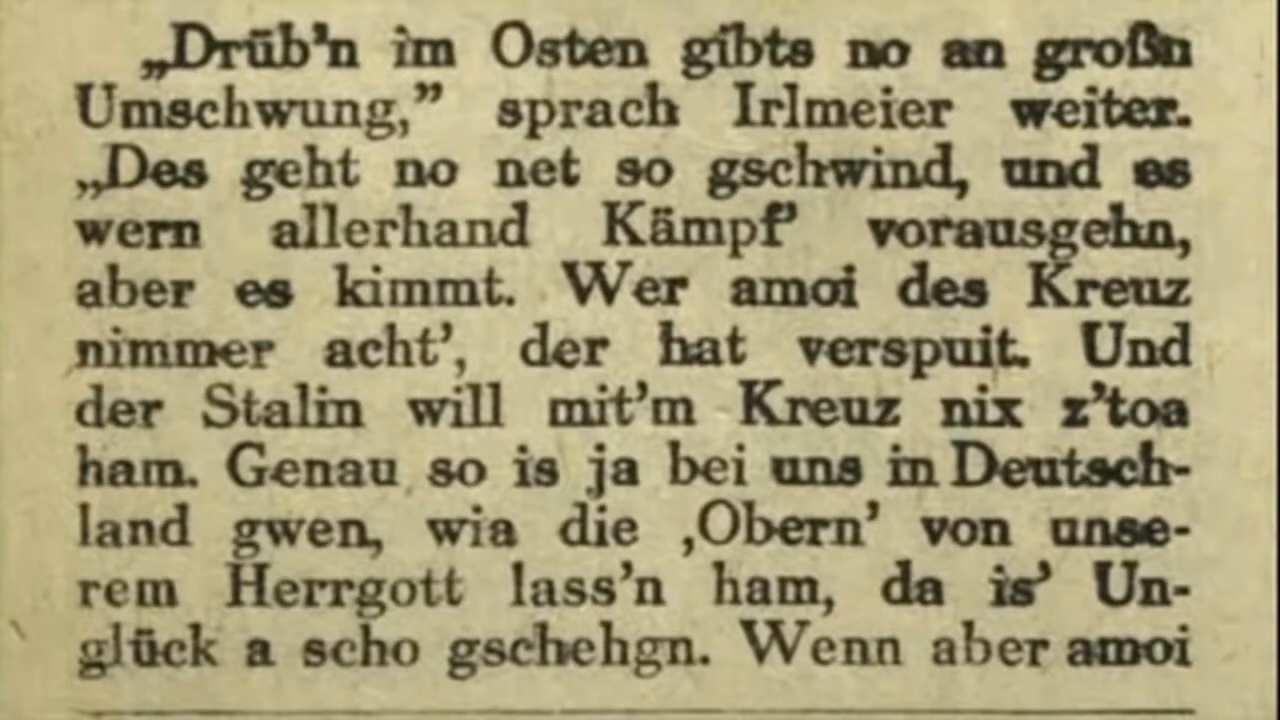 „Drüb’n im Osten gibts no an großn
Umschwung,” sprach Irlmeier weiter.
„Des geht no net so gschwind, und es
wern allerhand Kämpf’ vorausgehn,
aber es kimmt. Wer amoi des Kreuz
nimmer acht’, der hat verspuit. Und
der Stalin will mit’m Kreuz nix z’toa
ham. Genau so is ja bei uns in Deutsch-
land gwen, wia die ‚Obern’ von unse-
rem Herrgott lass’n ham, da is’ Un-
glück a scho gschehgn. Wenn aber amoi